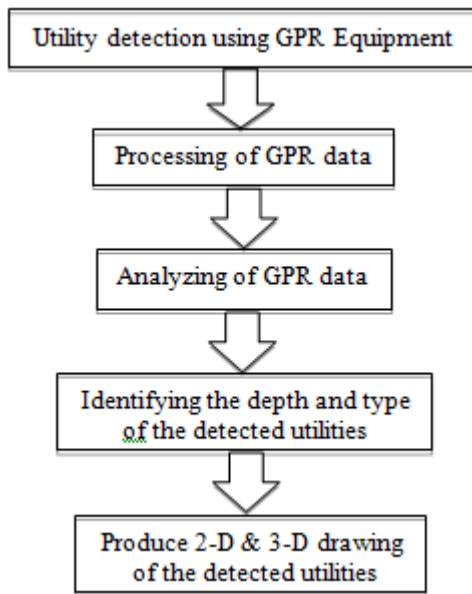 Utility detection using GPR Equipment
Processing of GPR data
Analyzing of GPR data
Identifying the depth and type
of the detected utilities
Produce 2-D & 3-D drawing
of the detected utilities